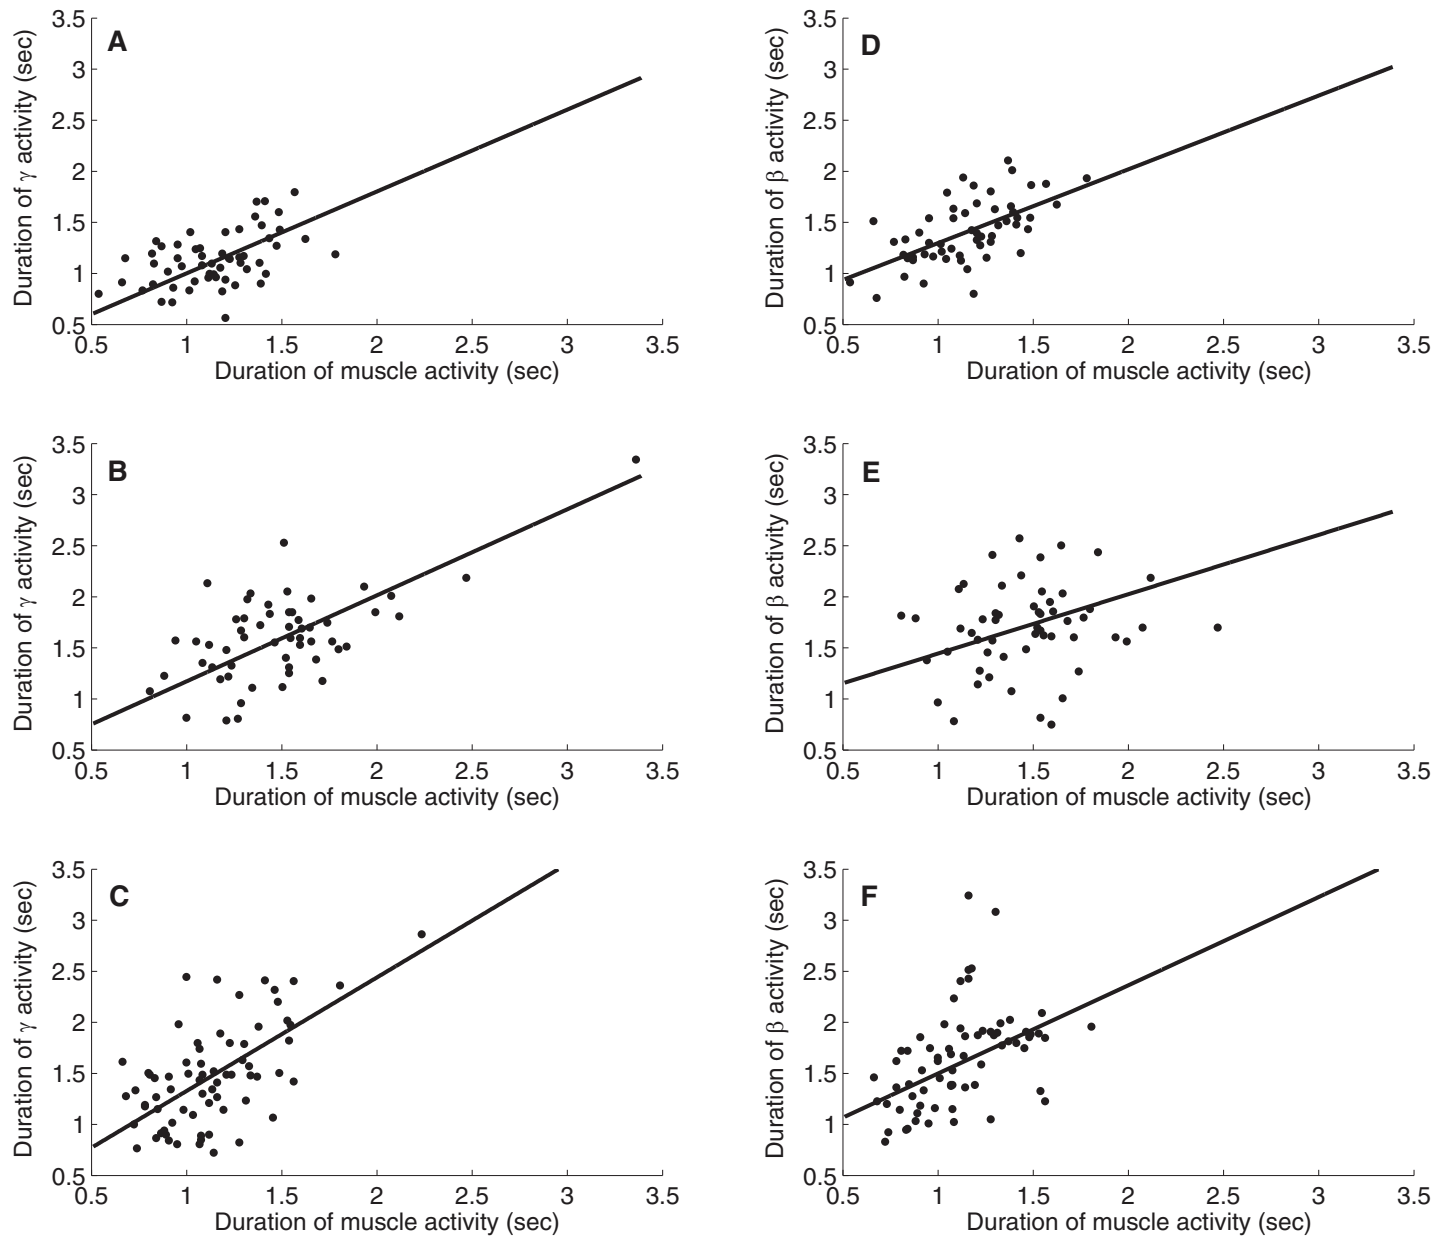 A
Duration of γ activity (sec)
3.5
3
2.5
2
1.5
1
0.5
0.5 1 1.5 2 2.5 3 3.5
Duration of muscle activity (sec)
D
Duration of β activity (sec)
3.5
3
2.5
2
1.5
1
0.5
0.5 1 1.5 2 2.5 3 3.5
Duration of muscle activity (sec)
B
Duration of γ activity (sec)
3.5
3
2.5
2
1.5
1
0.5
0.5 1 1.5 2 2.5 3 3.5
Duration of muscle activity (sec)
E
Duration of β activity (sec)
3.5
3
2.5
2
1.5
1
0.5
0.5 1 1.5 2 2.5 3 3.5
Duration of muscle activity (sec)
C
Duration of γ activity (sec)
3.5
3
2.5
2
1.5
1
0.5
0.5 1 1.5 2 2.5 3 3.5
Duration of muscle activity (sec)
F
Duration of β activity (sec)
3.5
3
2.5
2
1.5
1
0.5
0.5 1 1.5 2 2.5 3 3.5
Duration of muscle activity (sec)